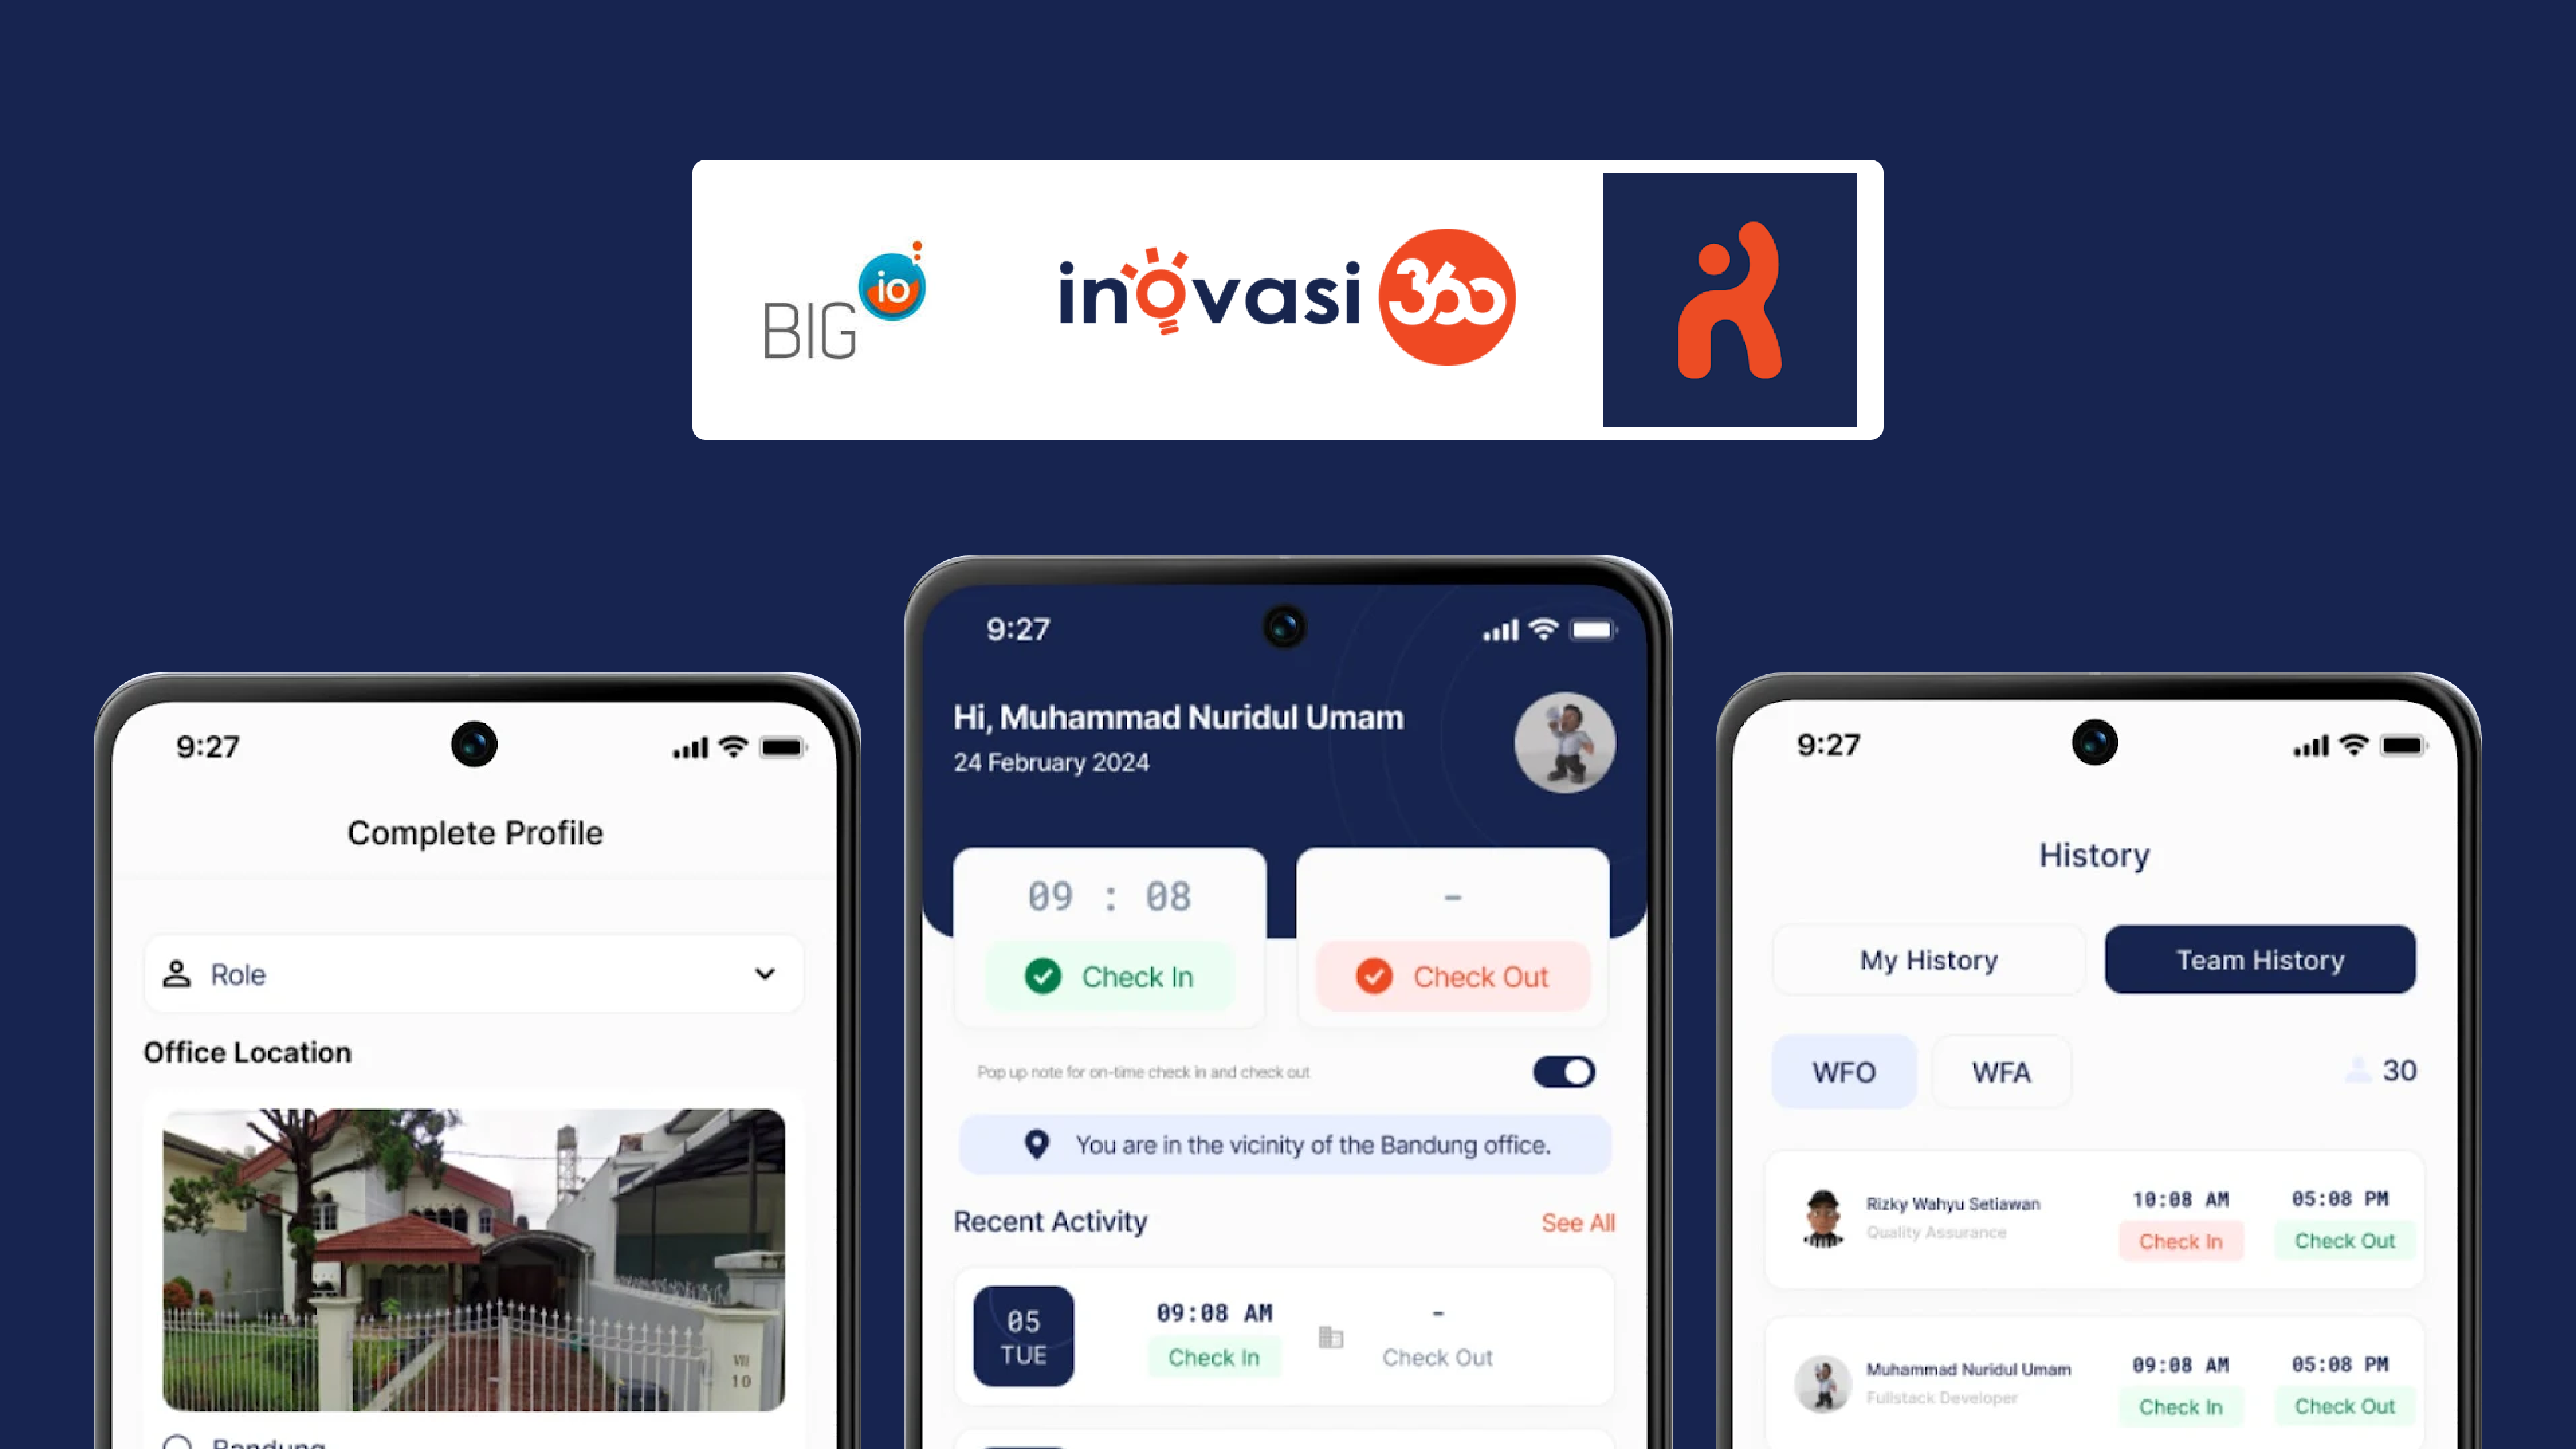 BIG io
inovasi 360
9:27
Complete Profile
Role
Office Location
VII
10
Bandung
9:27
Hi, Muhammad Nuridul Umam
24 February 2024
09 : 08
-
Check In
Check Out
Pop up note for on-time check in and check out
You are in the vicinity of the Bandung office.
Recent Activity
See All
05
TUE
09:08 AM
-
Check In
Check Out
9:27
History
My History
Team History
WFO
WFA
30
Rizky Wahyu Setiawan
Quality Assurance
10:08 AM
05:08 PM
Check In
Check Out
Muhammad Nuridul Umam
Fullstack Developer
09:08 AM
05:08 PM
Check In
Check Out